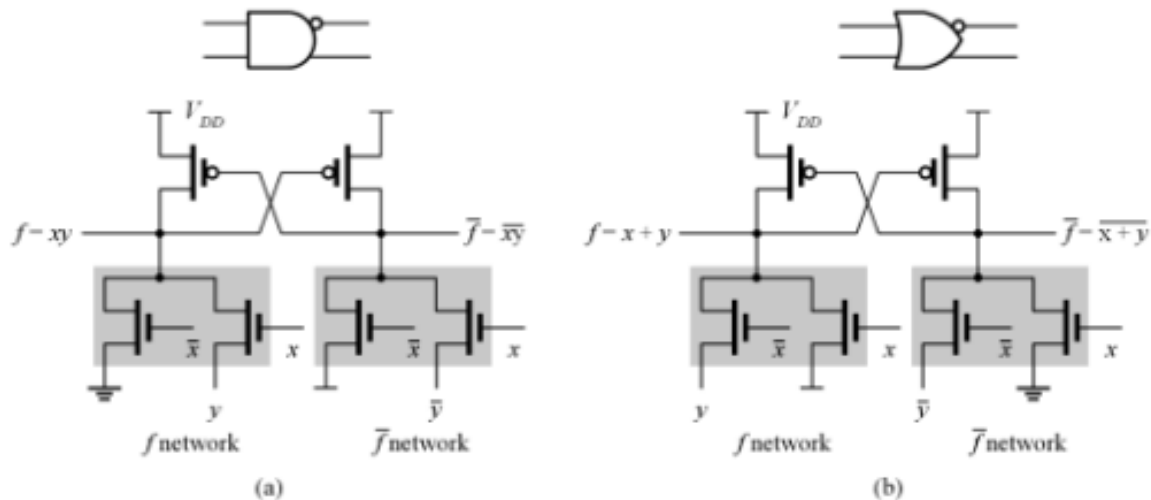 V_DD V_DD
f = xy f̅ = x̅y̅ f = x + y f̅ = x̅ ̅+̅ ̅y̅
x̅ x x̅ x x̅ x x̅ x
y y̅ y y̅
f network f̅ network f network f̅ network
(a) (b)